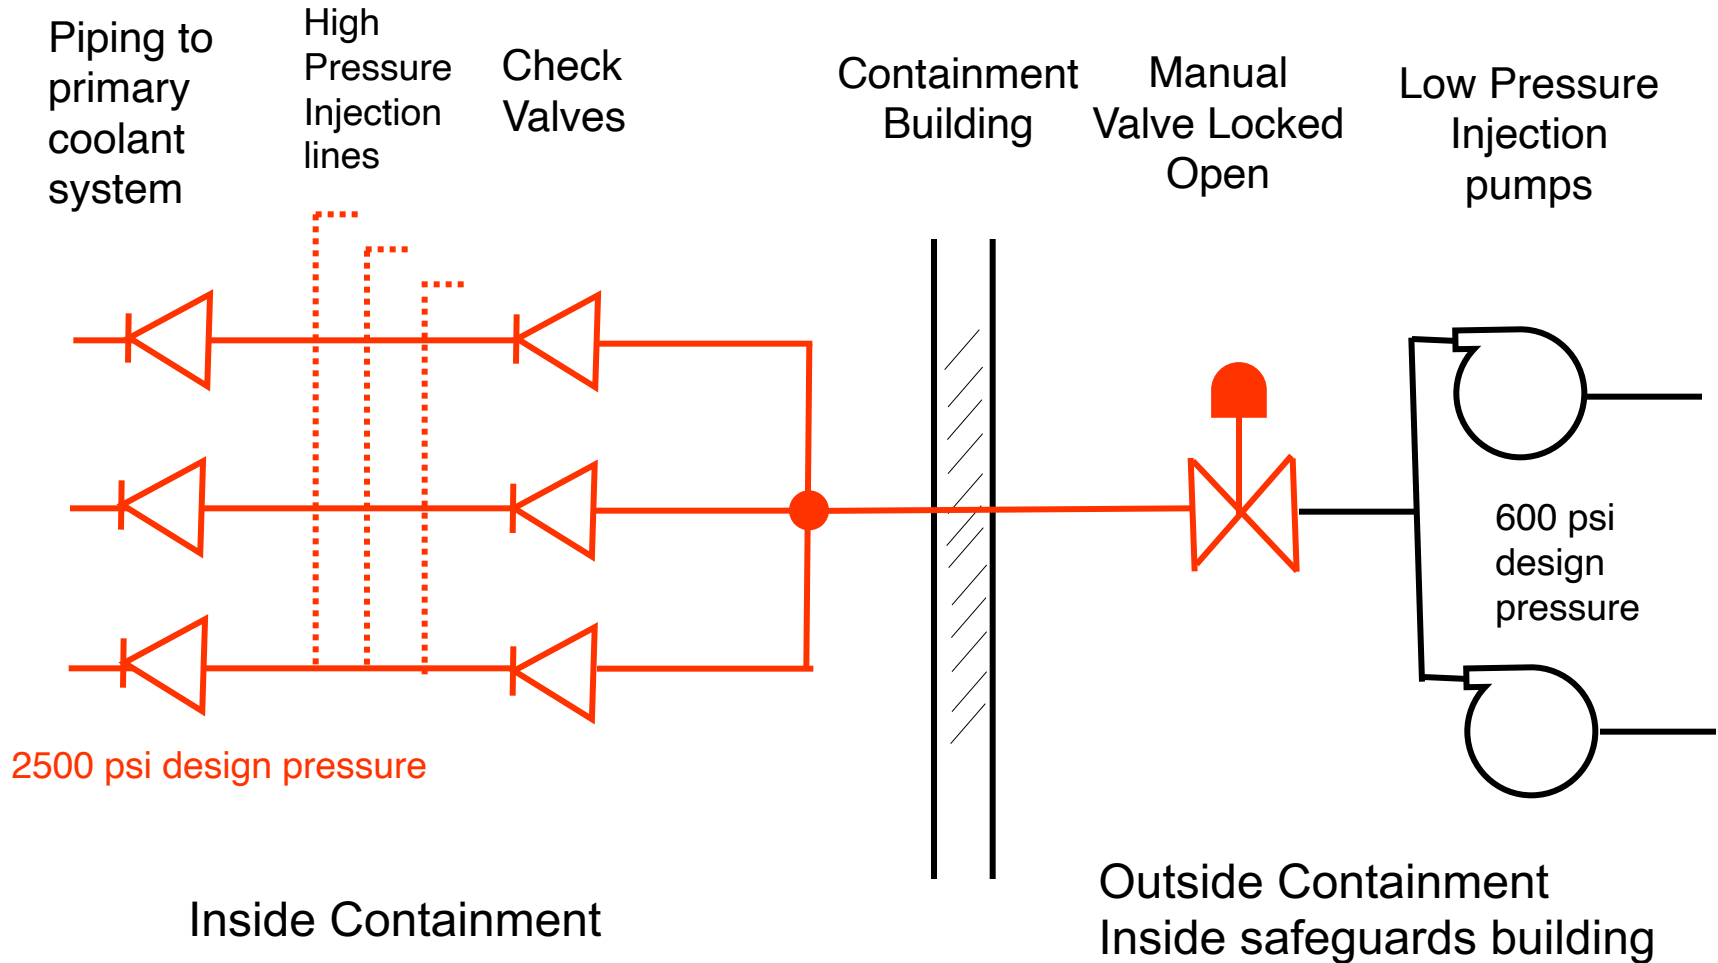 Piping to
primary
coolant
system
High
Pressure
Injection
lines
Check
Valves
Containment
Building
Manual
Valve Locked
Open
Low Pressure
Injection
pumps
600 psi
design
pressure
2500 psi design pressure
Inside Containment
Outside Containment
Inside safeguards building